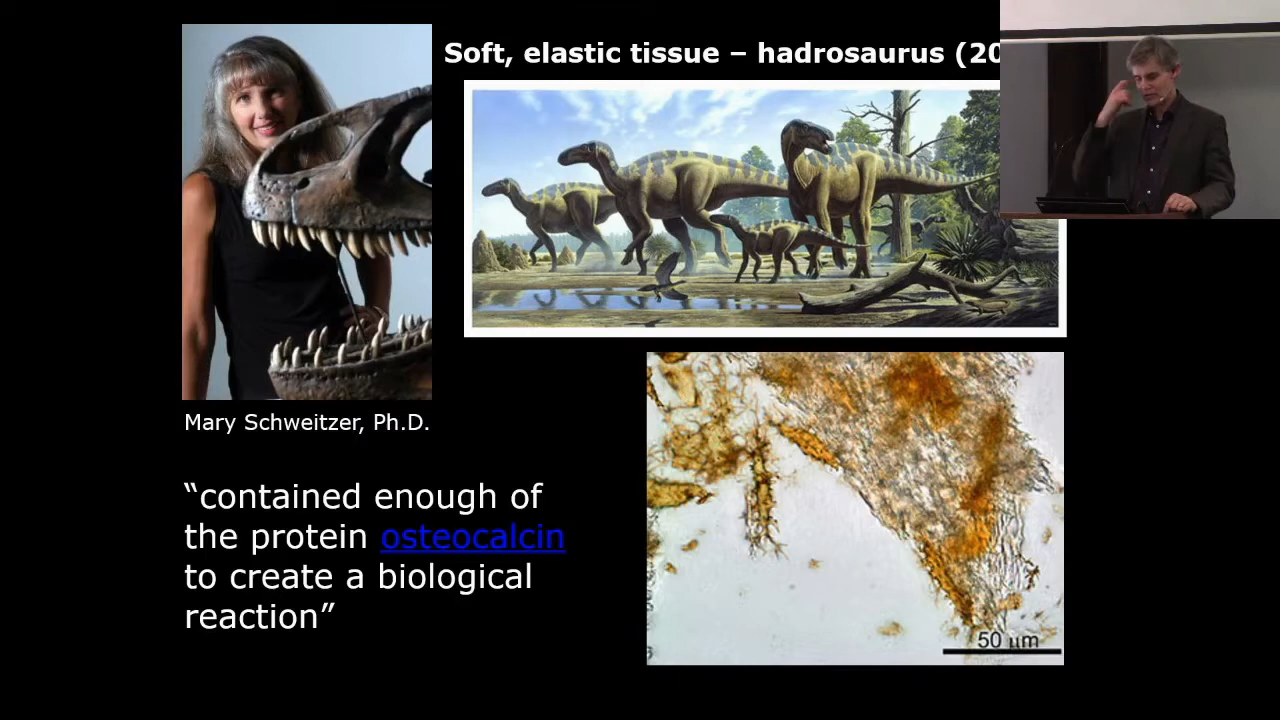 Soft, elastic tissue – hadrosaurus (20
Mary Schweitzer, Ph.D.
“contained enough of
the protein osteocalcin
to create a biological
reaction”
50 μm